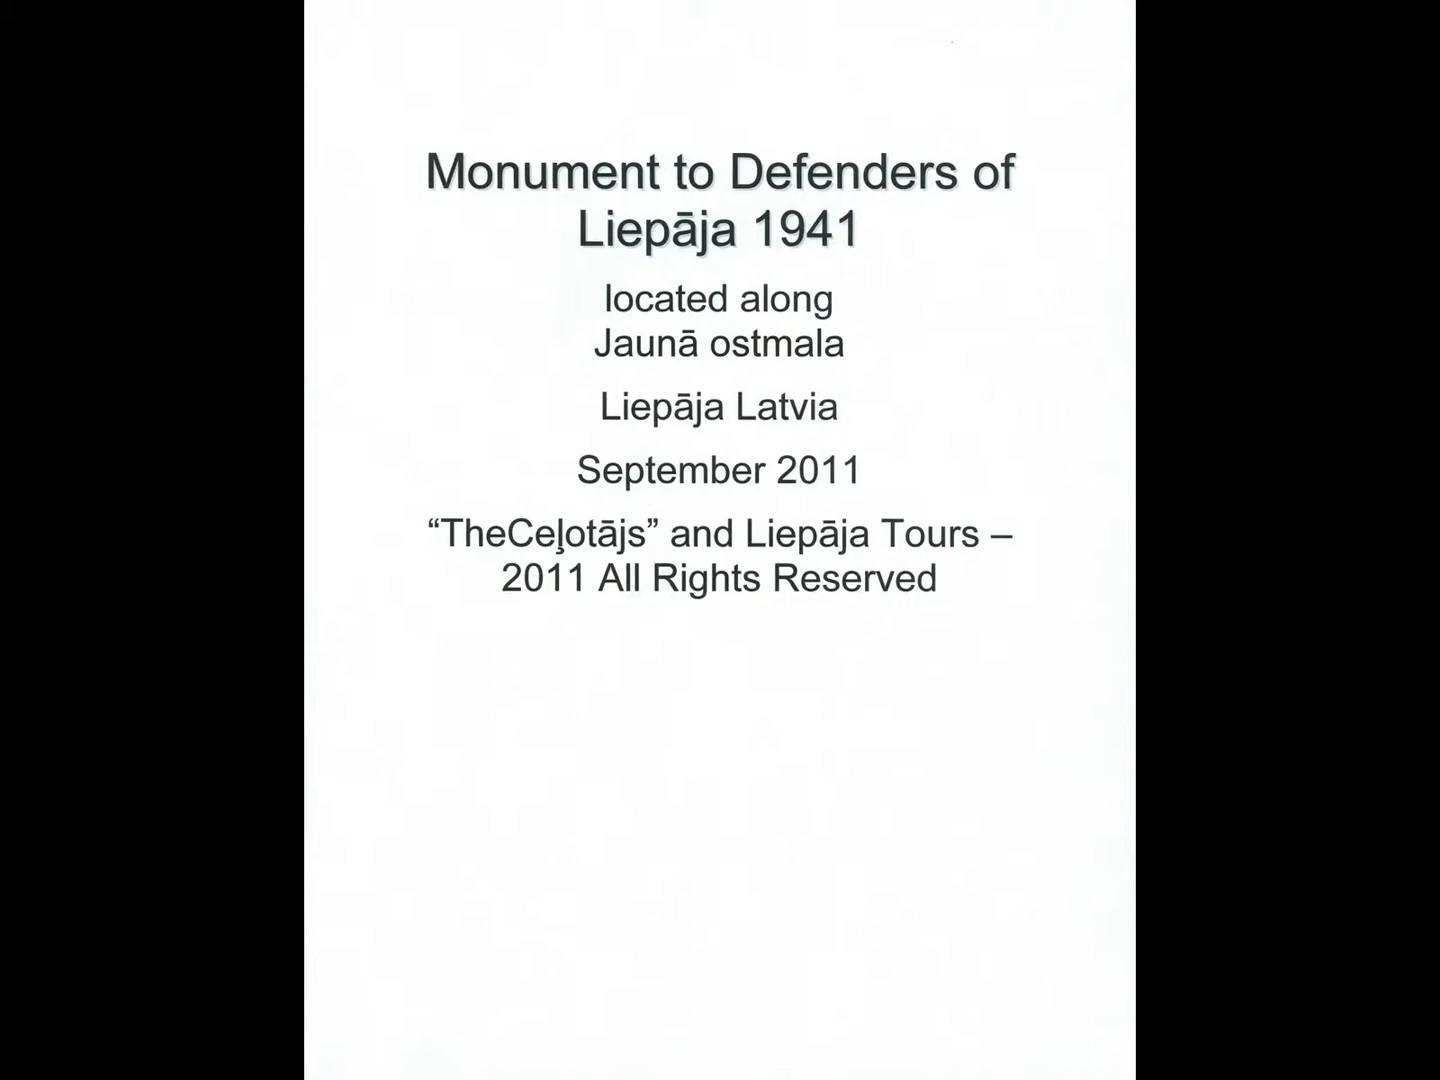 Monument to Defenders of
Liepāja 1941
located along
Jaunā ostmala
Liepāja Latvia
September 2011
“TheCeļotājs” and Liepāja Tours –
2011 All Rights Reserved